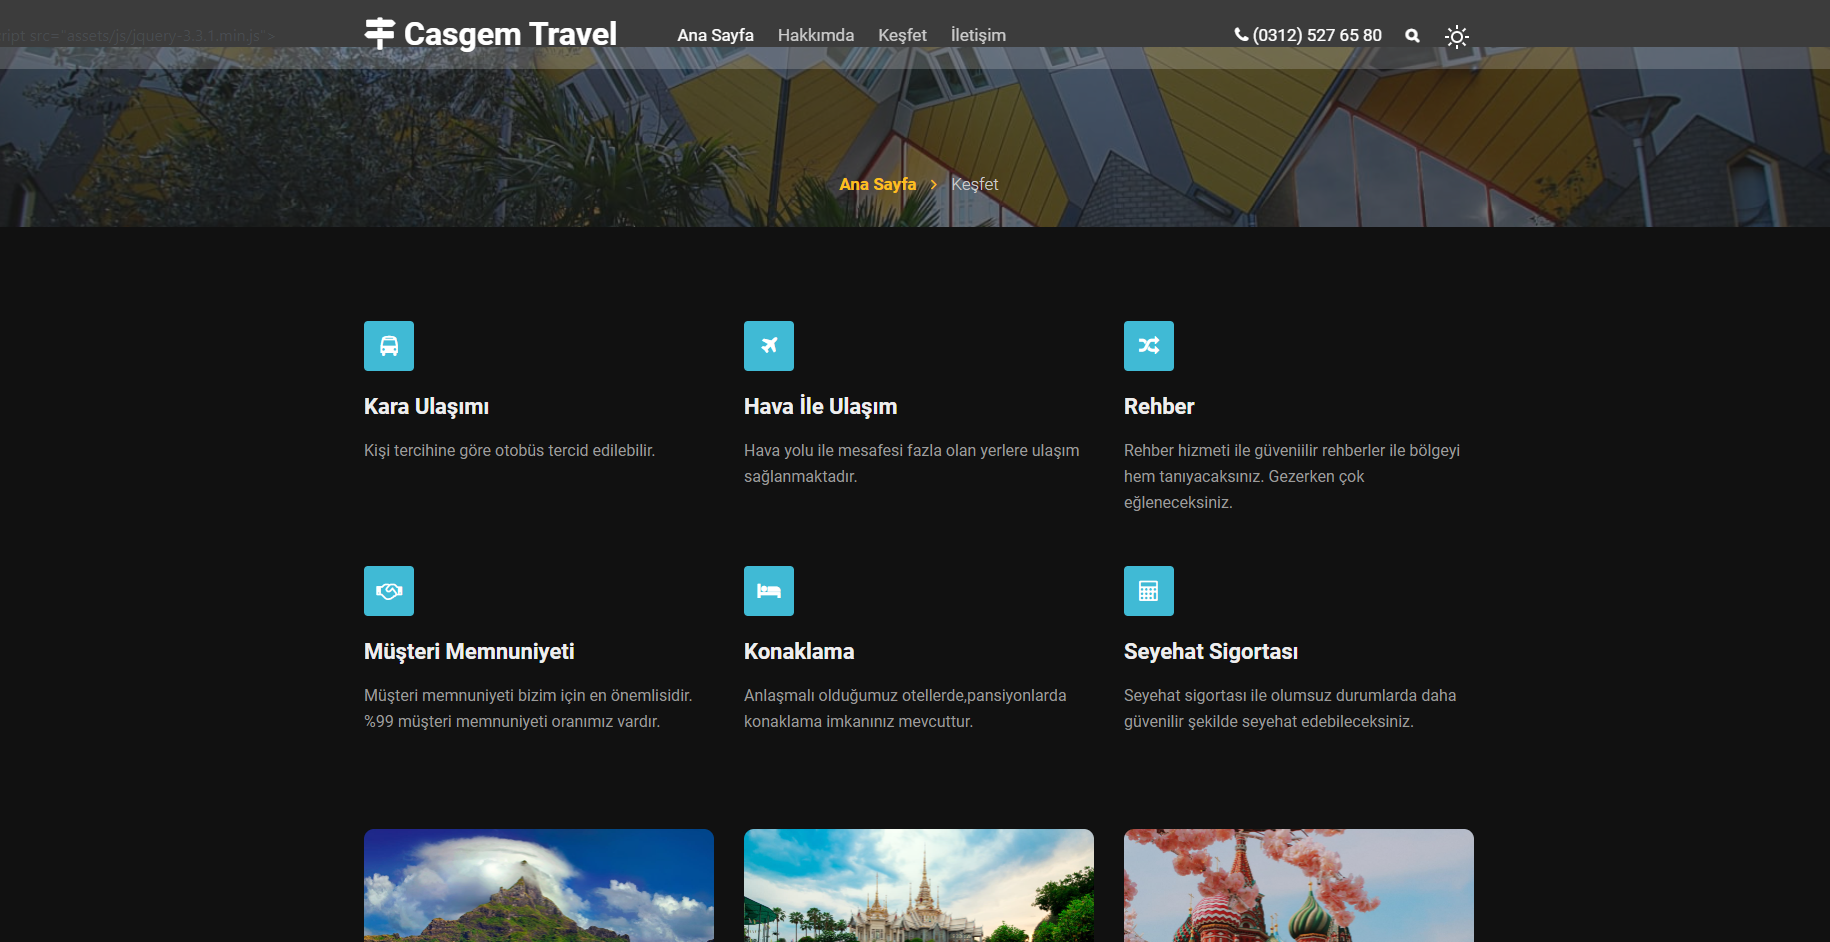 ript src="assets/js/jquery-3.3.1.min.js">
Casgem Travel
Ana Sayfa Hakkımda Keşfet İletişim
(0312) 527 65 80
Ana Sayfa > Keşfet
Kara Ulaşımı
Kişi tercihine göre otobüs tercid edilebilir.
Hava İle Ulaşım
Hava yolu ile mesafesi fazla olan yerlere ulaşım
sağlanmaktadır.
Rehber
Rehber hizmeti ile güveniilir rehberler ile bölgeyi
hem tanıyacaksınız. Gezerken çok
eğleneceksiniz.
Müşteri Memnuniyeti
Müşteri memnuniyeti bizim için en önemlisidir.
%99 müşteri memnuniyeti oranımız vardır.
Konaklama
Anlaşmalı olduğumuz otellerde,pansiyonlarda
konaklama imkanınız mevcuttur.
Seyehat Sigortası
Seyehat sigortası ile olumsuz durumlarda daha
güvenilir şekilde seyehat edebileceksiniz.